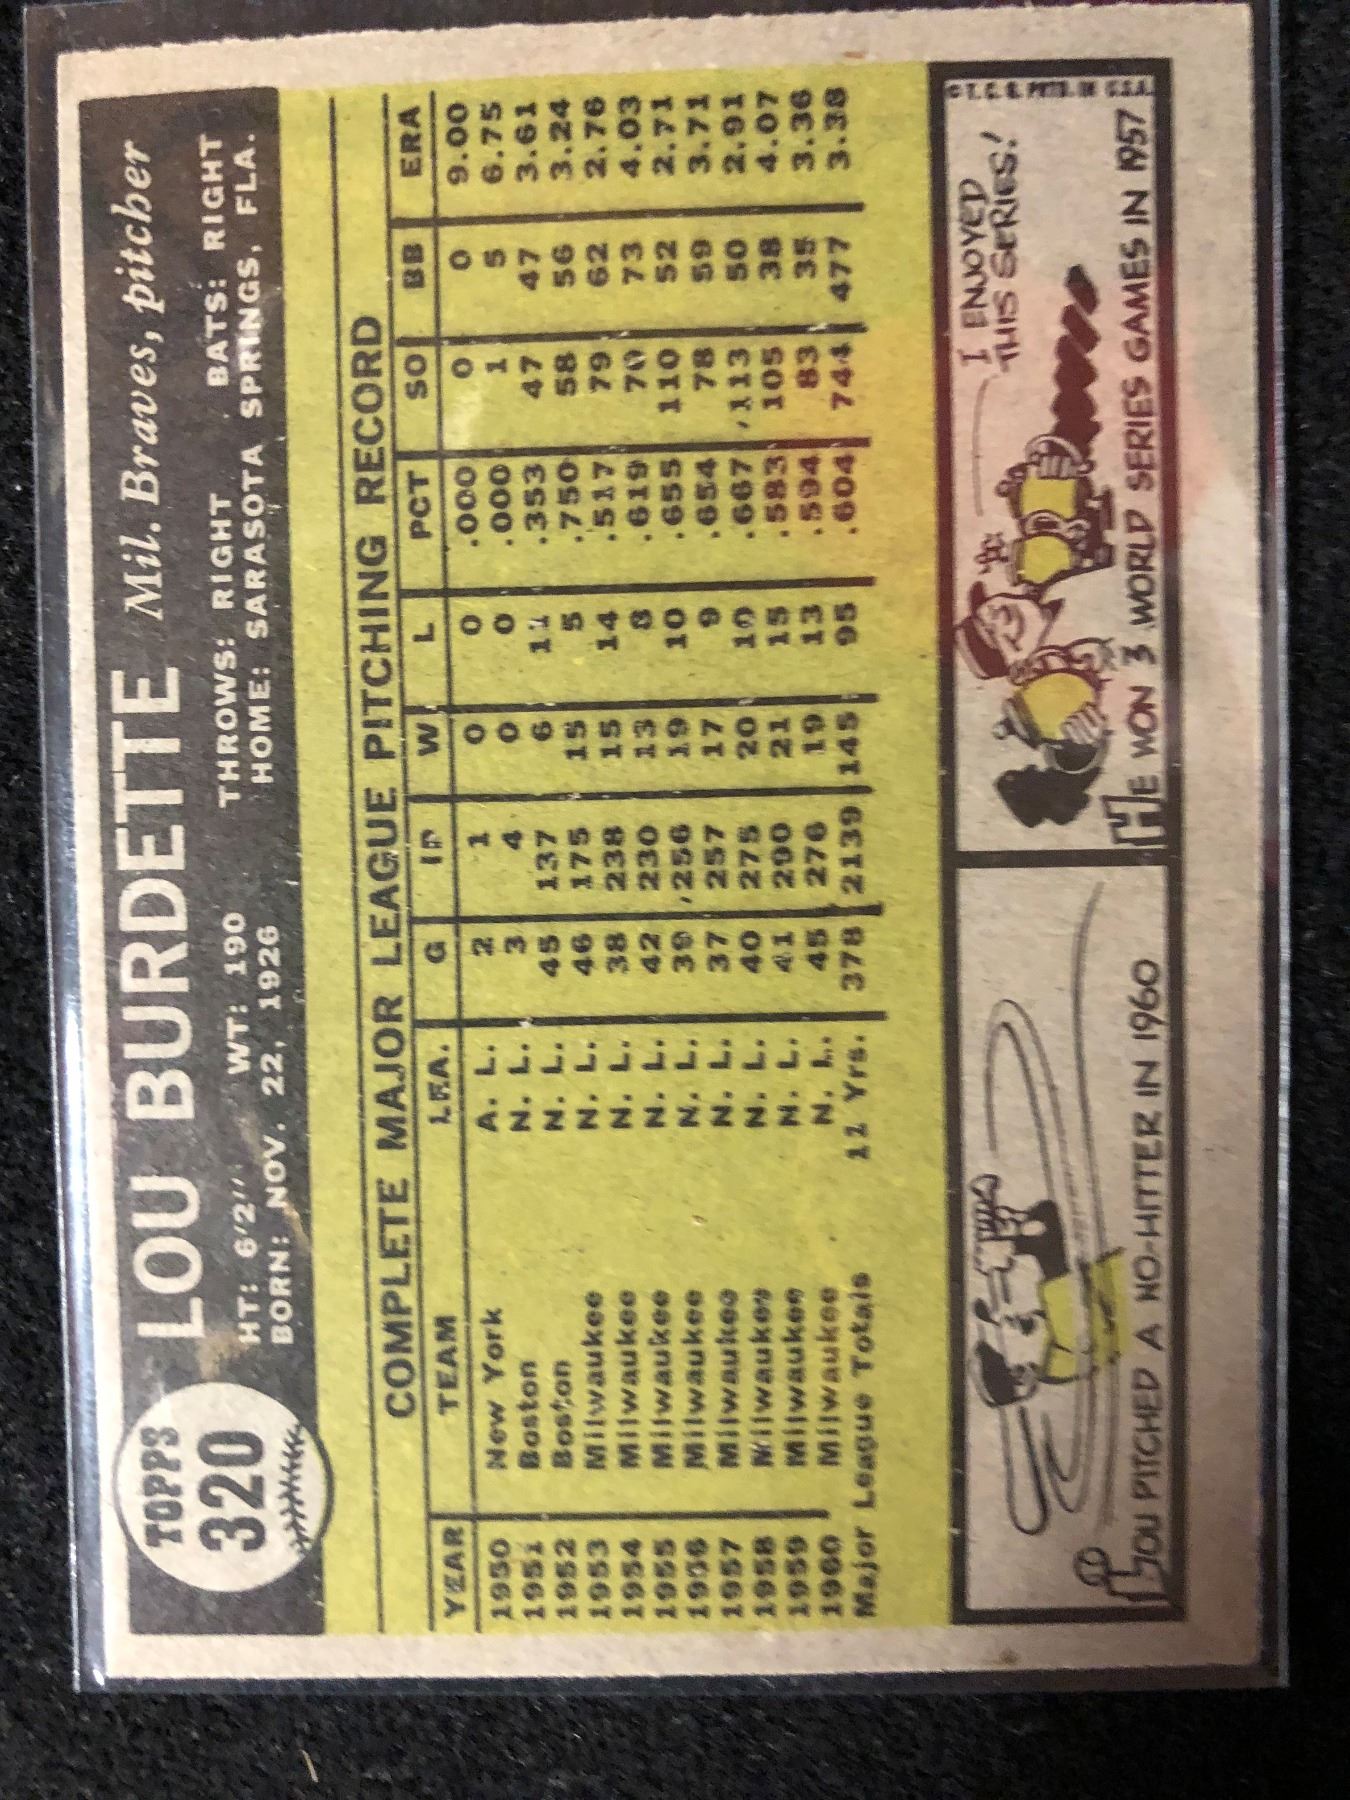 TOPPS
320
LOU BURDETTE Mil. Braves, pitcher
HT: 6'2" WT: 190 THROWS: RIGHT BATS: RIGHT
BORN: NOV. 22, 1926 HOME: SARASOTA SPRINGS, FLA.
COMPLETE MAJOR LEAGUE PITCHING RECORD
YEAR TEAM LEA. G IP W L PCT SO BB ERA
1950 New York A. L. 2 1 0 0 .000 0 0 9.00
1951 Boston N. L. 3 4 0 0 .000 1 5 6.75
1952 Boston N. L. 45 137 6 11 .353 47 47 3.61
1953 Milwaukee N. L. 46 175 15 5 .750 58 56 3.24
1954 Milwaukee N. L. 38 238 15 14 .517 79 62 2.76
1955 Milwaukee N. L. 42 230 13 8 .619 70 73 4.03
1956 Milwaukee N. L. 39 256 19 10 .655 110 52 2.71
1957 Milwaukee N. L. 37 257 17 9 .654 78 59 3.71
1958 Milwaukee N. L. 40 275 20 10 .667 113 50 2.91
1959 Milwaukee N. L. 41 290 21 15 .583 105 38 4.07
1960 Milwaukee N. L. 45 276 19 13 .594 83 35 3.36
Major League Totals 11 Yrs. 378 2139 145 95 .604 744 477 3.38
LOU PITCHED A NO-HITTER IN 1960
I ENJOYED
THIS SERIES!
HE WON 3 WORLD SERIES GAMES IN 1957
© T. C. G. PRTD. IN U.S.A.